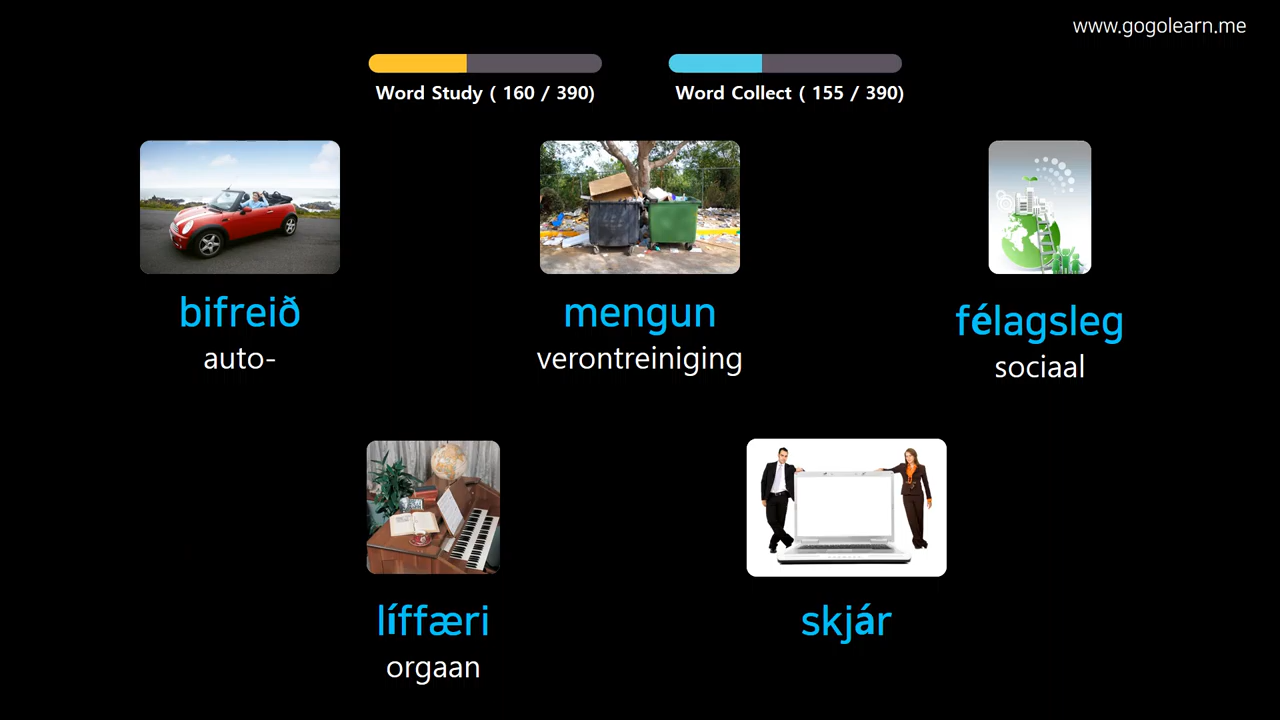 www.gogolearn.me
Word Study ( 160 / 390)
Word Collect ( 155 / 390)
bifreið
auto-
mengun
verontreiniging
félagsleg
sociaal
líffæri
orgaan
skjár